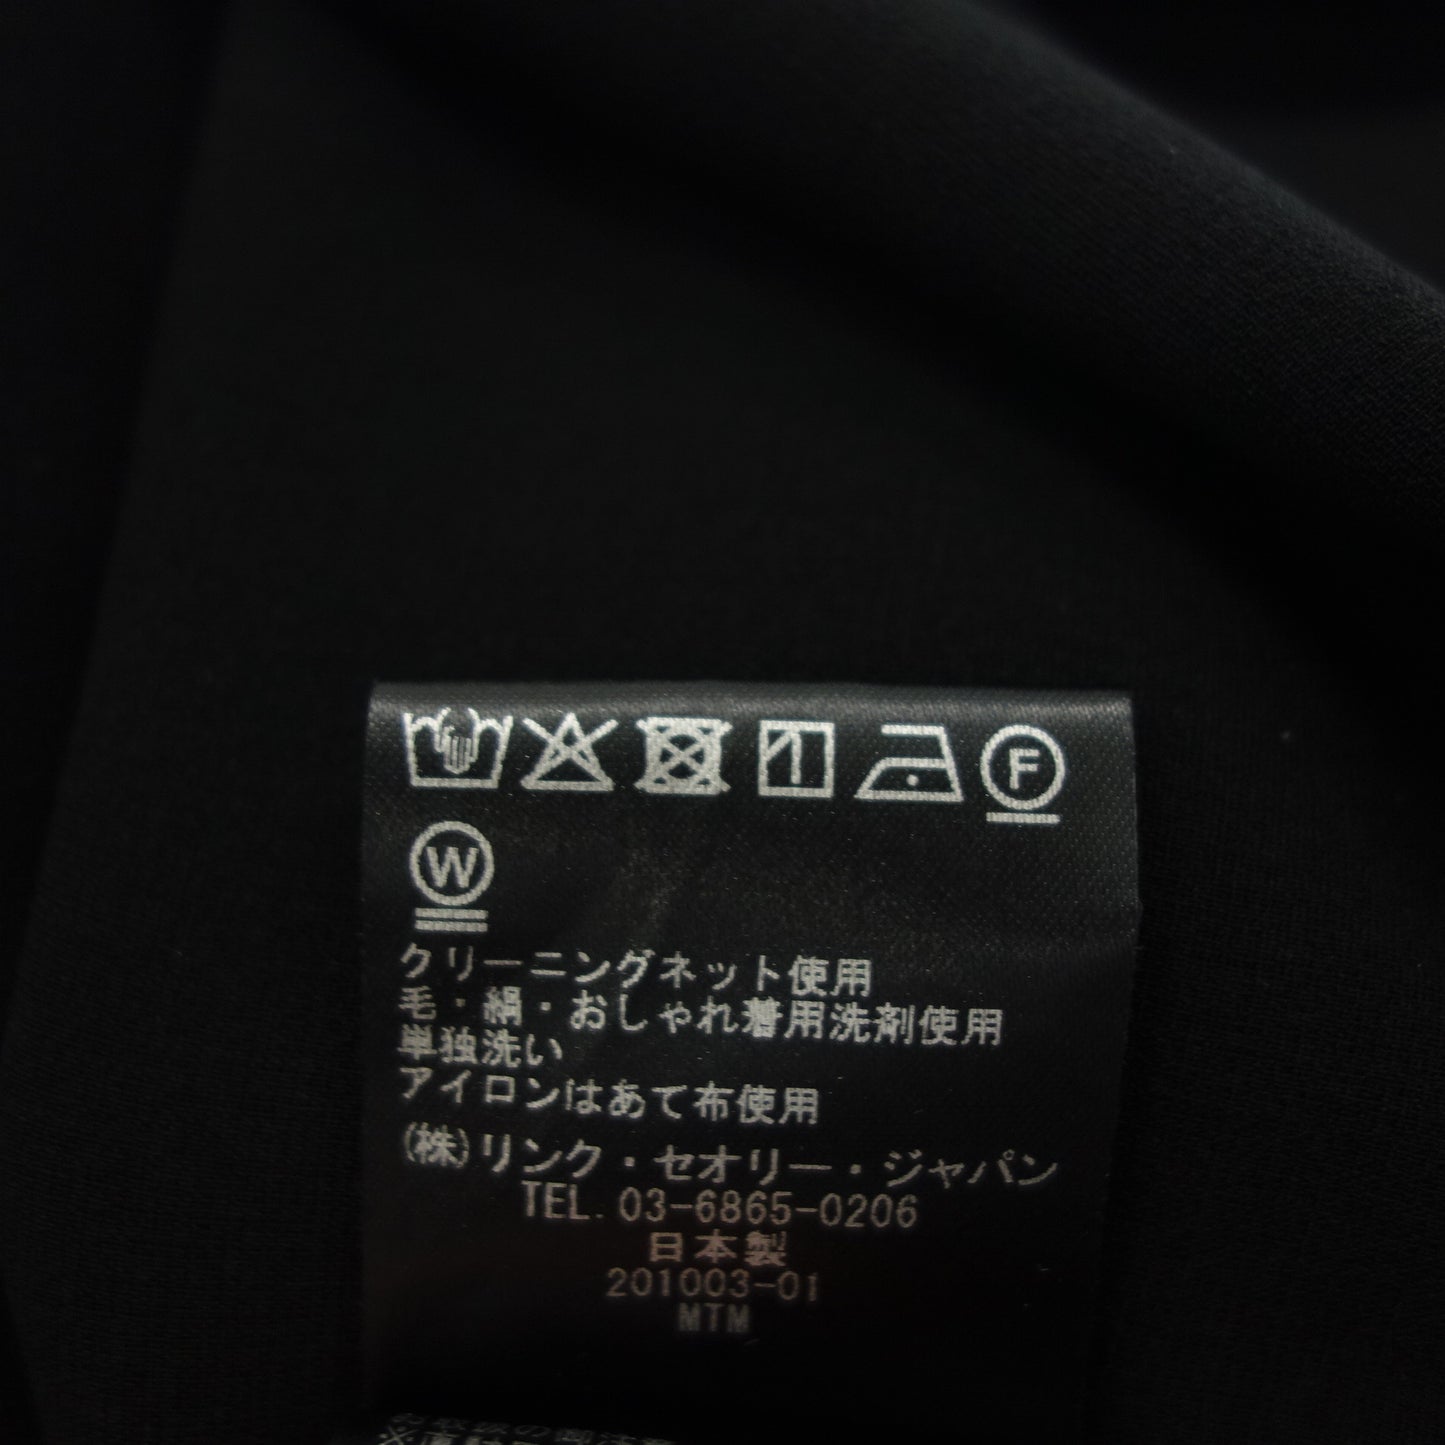 F
W
クリーニングネット使用
毛・絹・おしゃれ着用洗剤使用
単独洗い
アイロンはあて布使用
(株)リンク・セオリー・ジャパン
TEL. 03-6865-0206
日本製
201003-01
MTM